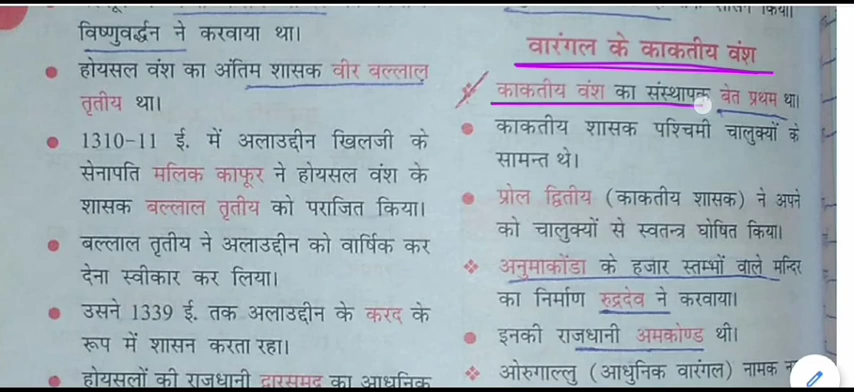 विष्णुवर्द्धन ने करवाया था।
होयसल वंश का अंतिम शासक वीर बल्लाल
तृतीय था।
1310-11 ई. में अलाउद्दीन खिलजी के
सेनापति मलिक काफूर ने होयसल वंश के
शासक बल्लाल तृतीय को पराजित किया।
बल्लाल तृतीय ने अलाउद्दीन को वार्षिक कर
देना स्वीकार कर लिया।
उसने 1339 ई. तक अलाउद्दीन के करद के
रूप में शासन करता रहा।
होयसलों की राजधानी द्वारसमुद्र का आधुनिक
किया।
वारंगल के काकतीय वंश
काकतीय वंश का संस्थापक बेत प्रथम था।
काकतीय शासक पश्चिमी चालुक्यों के
सामन्त थे।
प्रोल द्वितीय (काकतीय शासक) ने अपने
को चालुक्यों से स्वतन्त्र घोषित किया।
अनुमाकोंडा के हजार स्तम्भों वाले मन्दिर
का निर्माण रुद्रदेव ने करवाया।
इनकी राजधानी अमकोण्ड थी।
ओरुगाल्लु (आधुनिक वारंगल) नामक